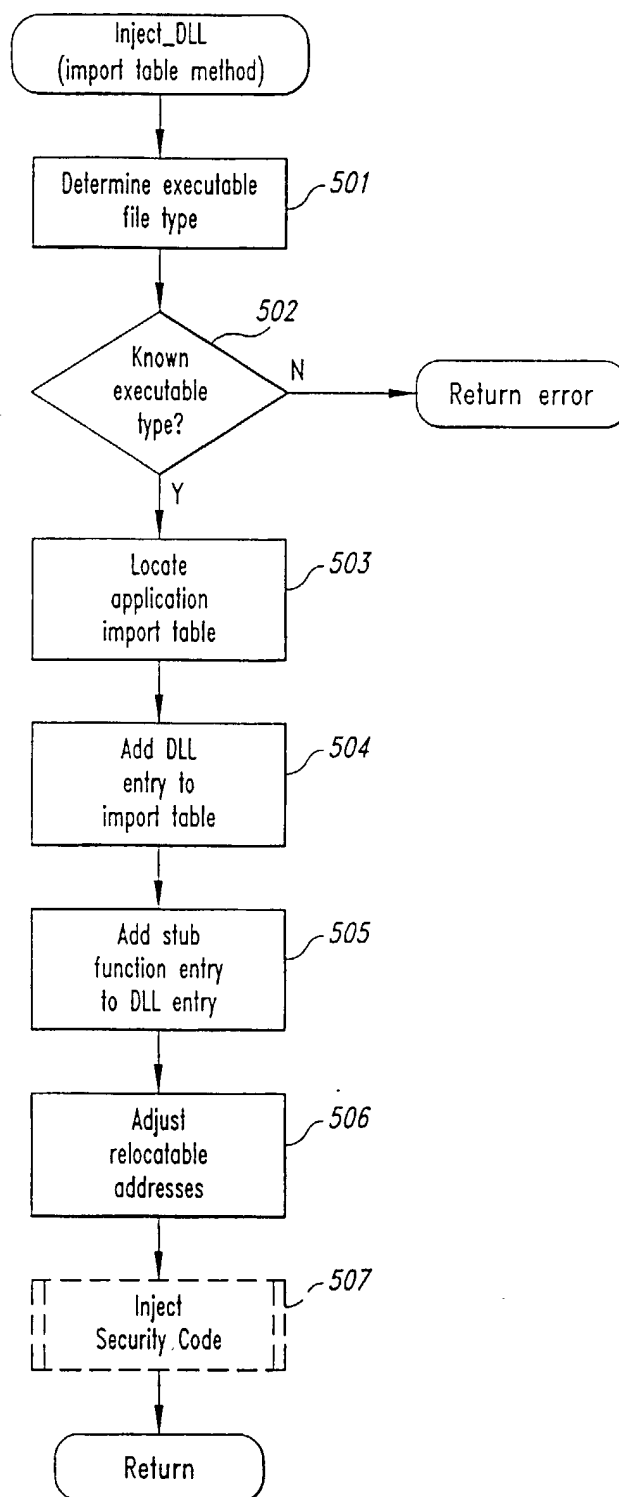 Inject_DLL
(import table method)
Determine executable
file type
501
502
Known
executable
type?
N
Return error
Y
Locate
application
import table
503
Add DLL
entry to
import table
504
Add stub
function entry
to DLL entry
505
Adjust
relocatable
addresses
506
Inject
Security Code
507
Return